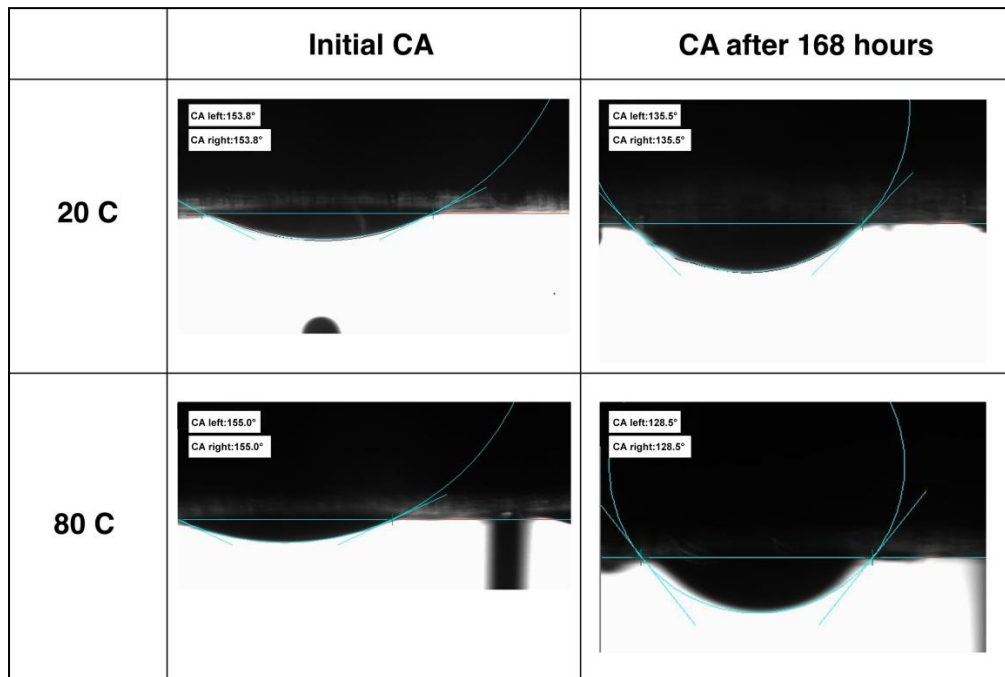 Initial CA
CA after 168 hours
20 C
CA left:153.8°
CA right:153.8°
CA left:135.5°
CA right:135.5°
80 C
CA left:155.0°
CA right:155.0°
CA left:128.5°
CA right:128.5°